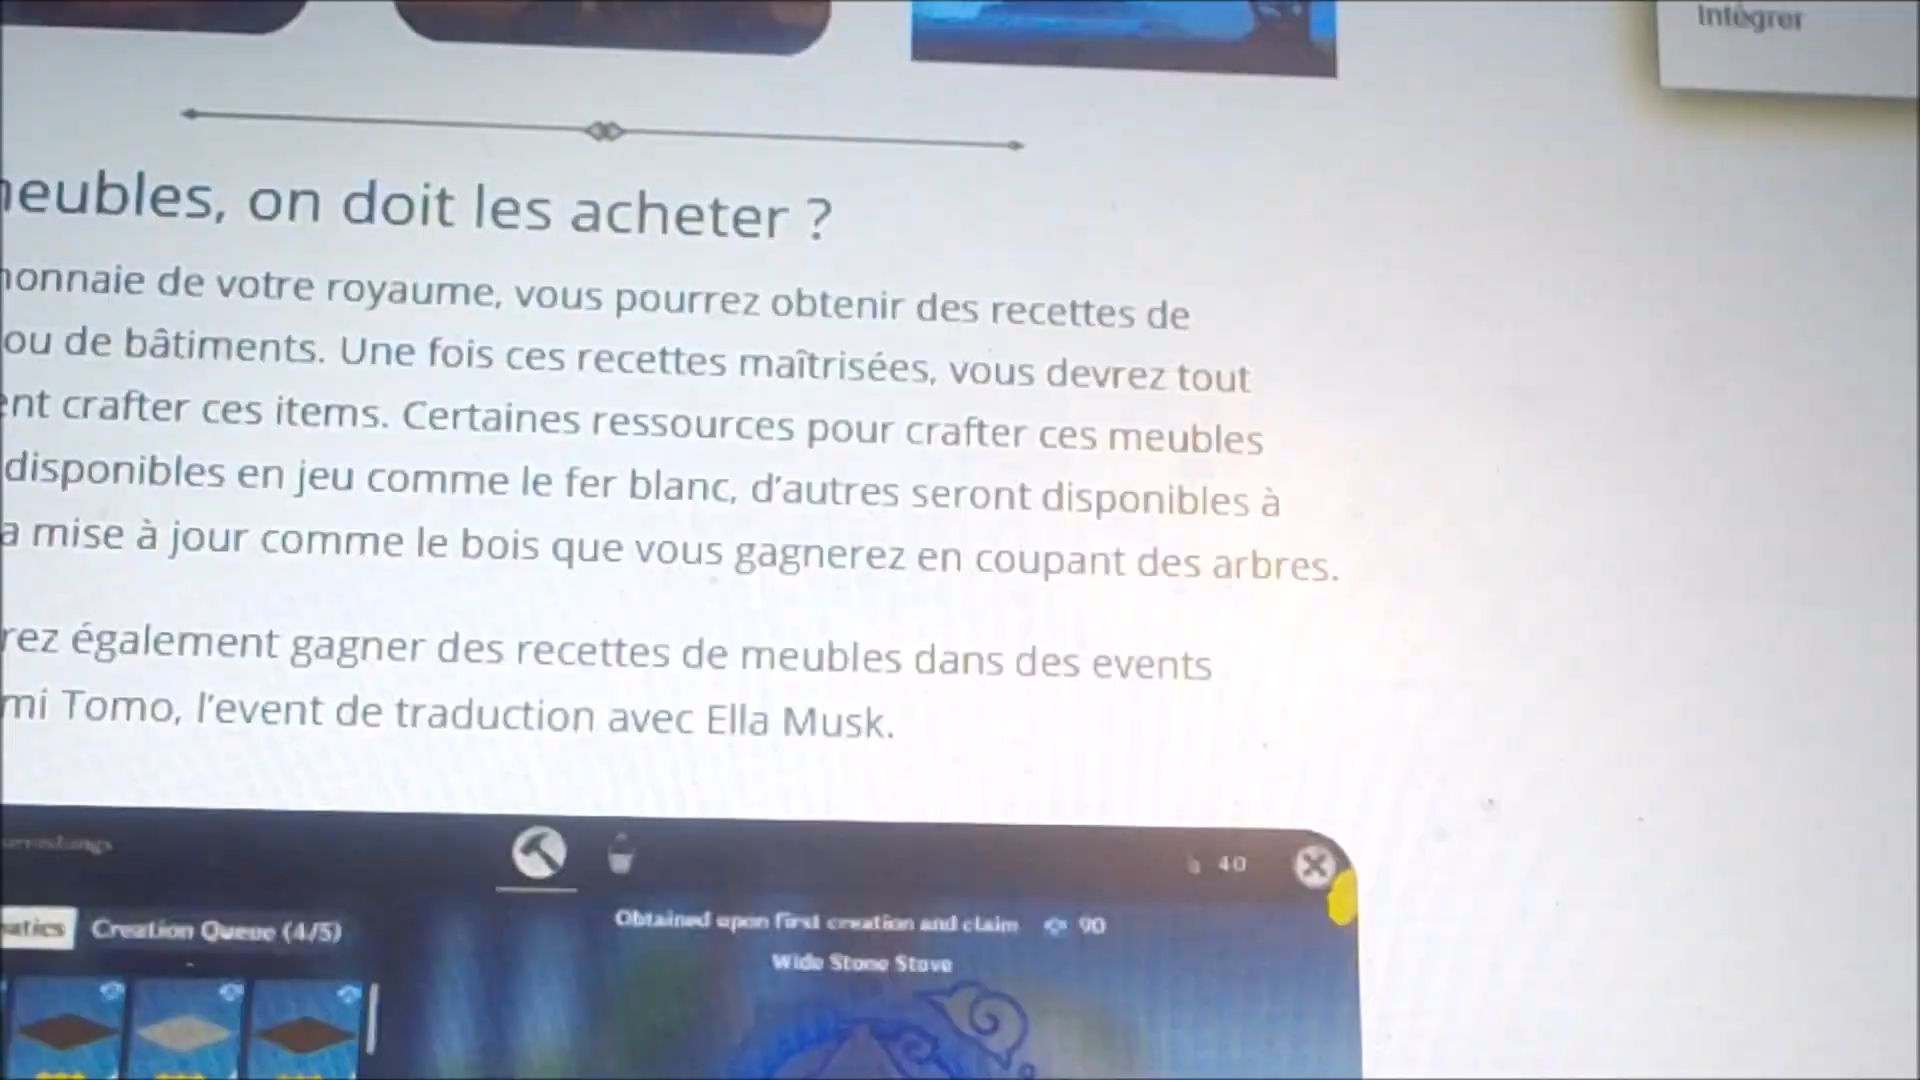 Intégrer
eubles, on doit les acheter ?
onnaie de votre royaume, vous pourrez obtenir des recettes de
ou de bâtiments. Une fois ces recettes maîtrisées, vous devrez tout
ent crafter ces items. Certaines ressources pour crafter ces meubles
disponibles en jeu comme le fer blanc, d'autres seront disponibles à
a mise à jour comme le bois que vous gagnerez en coupant des arbres.
rez également gagner des recettes de meubles dans des events
mi Tomo, l'event de traduction avec Ella Musk.
40
atics Creation Queue (4/5)
Obtained upon first creation and claim 90
Wide Stone Stove